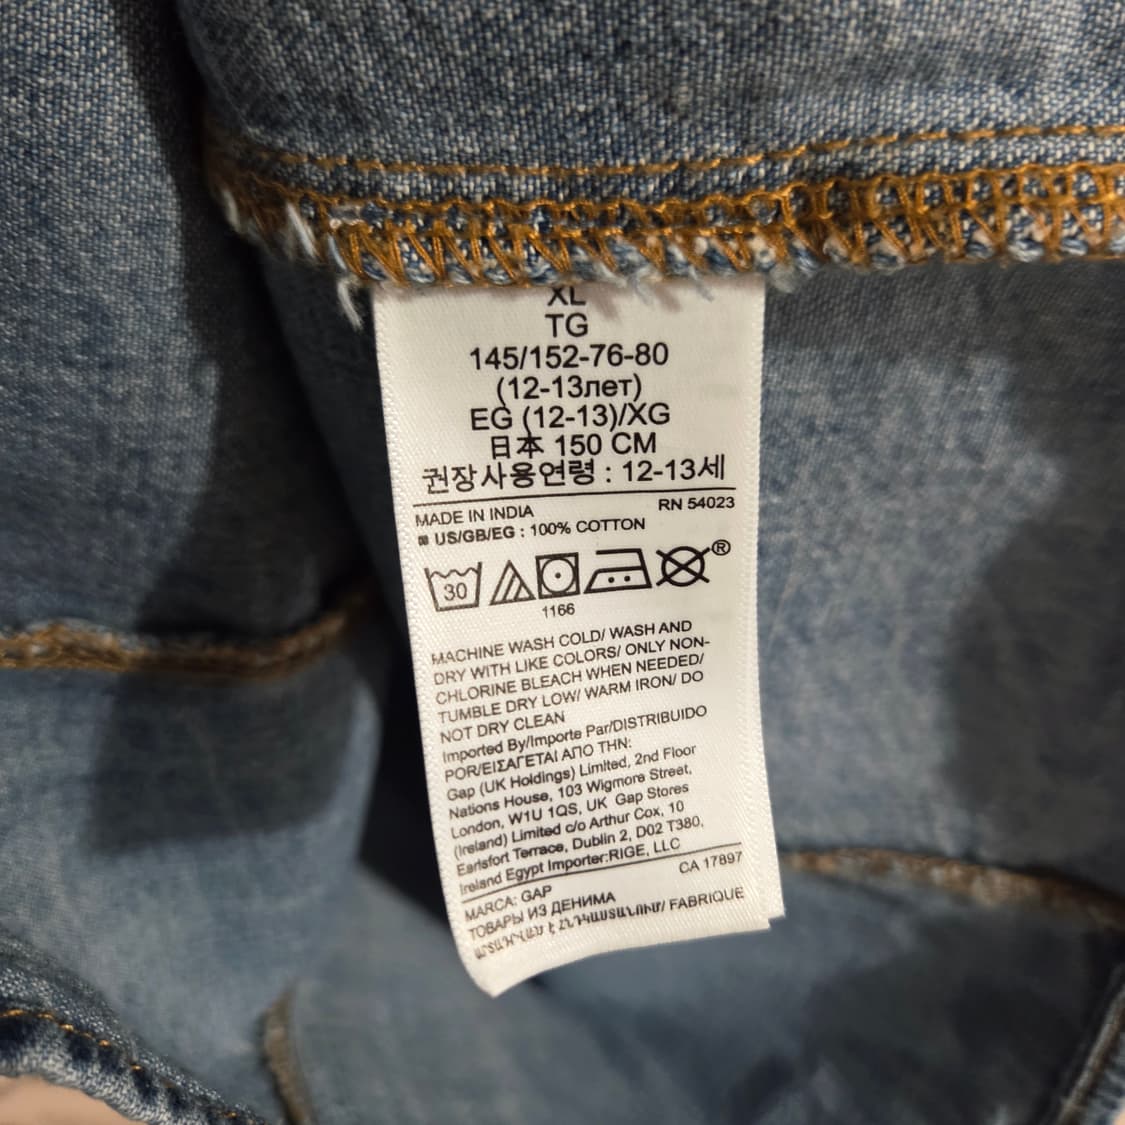 XL
TG
145/152-76-80
(12-13лет)
EG (12-13)/XG
日本 150 CM
권장사용연령 : 12-13세
MADE IN INDIA RN 54023
US/GB/EG : 100% COTTON
30 ®
1166
MACHINE WASH COLD/ WASH AND
DRY WITH LIKE COLORS/ ONLY NON-
CHLORINE BLEACH WHEN NEEDED/
TUMBLE DRY LOW/ WARM IRON/ DO
NOT DRY CLEAN
Imported By/Importe Par/DISTRIBUIDO
POR/ΕΙΣΑΓΕΤΑΙ ΑΠΟ ΤΗΝ:
Gap (UK Holdings) Limited, 2nd Floor
Nations House, 103 Wigmore Street,
London, W1U 1QS, UK Gap Stores
(Ireland) Limited c/o Arthur Cox, 10
Earlsfort Terrace, Dublin 2, D02 T380,
Ireland Egypt Importer:RIGE, LLC
CA 17897
MARCA: GAP
ТОВАРЫ ИЗ ДЕНИМА
ԱՐՏԱԴՐՎԱԾ Է ՀՆԴԿԱՍՏԱՆՈՒՄ/ FABRIQUE